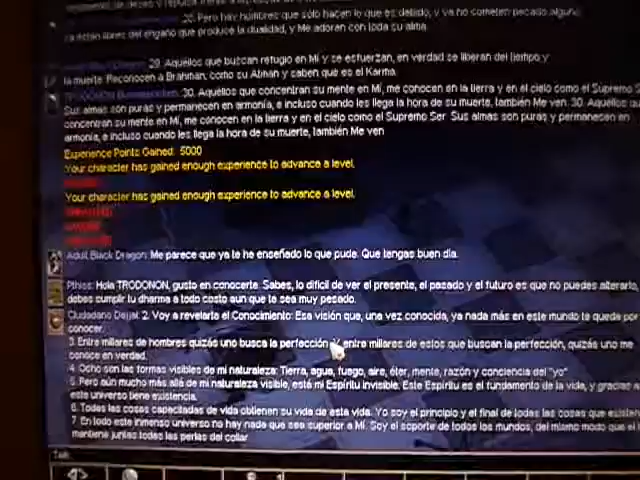 28. Pero hay hombres que sólo hacen lo que es debido, y ya no cometen pecado alguno
ya están libres del engaño que produce la dualidad, y Me adoran con toda su alma.
29. Aquéllos que buscan refugio en Mí y se esfuerzan, en verdad se liberan del tiempo y
la muerte. Reconocen a Brahman, como su Atman y saben qué es el Karma.
30. Aquéllos que concentran su mente en Mí, me conocen en la tierra y en el cielo como el Supremo S
Sus almas son puras y permanecen en armonía, e incluso cuando les llega la hora de su muerte, también Me ven. 30. Aquéllos q
concentran su mente en Mí, me conocen en la tierra y en el cielo como el Supremo Ser. Sus almas son puras y permanecen en
armonía, e incluso cuando les llega la hora de su muerte, también Me ven
Experience Points Gained: 5000
Your character has gained enough experience to advance a level.
Your character has gained enough experience to advance a level.
Adult Black Dragon: Me parece que ya te he enseñado lo que pude. Que tengas buen día.
Hola TRODONON, gusto en conocerte. Sabes, lo difícil de ver el presente, el pasado y el futuro es que no puedes alterarlo,
debes cumplir tu dharma a todo costo aun que te sea muy pesado.
Ciudadano 2. Voy a revelarte el Conocimiento: Esa visión que, una vez conocida, ya nada más en este mundo te queda por
conocer.
3. Entre millares de hombres quizás uno busca la perfección y entre millares de estos que buscan la perfección, quizás uno me
conoce en verdad.
4. Ocho son las formas visibles de mi naturaleza: Tierra, agua, fuego, aire, éter, mente, razón y conciencia del "yo"
5. Pero aún mucho más allá de mi naturaleza visible, está mi Espíritu invisible. Este Espíritu es el fundamento de la vida, y gracias a
este universo tiene existencia.
6. Todas las cosas capacitadas de vida obtienen su vida de esta vida. Yo soy el principio y el final de todas las cosas que existen
7. En todo este inmenso universo no hay nada que sea superior a Mí. Soy el soporte de todos los mundos, del mismo modo que el h
mantiene juntas todas las perlas del collar